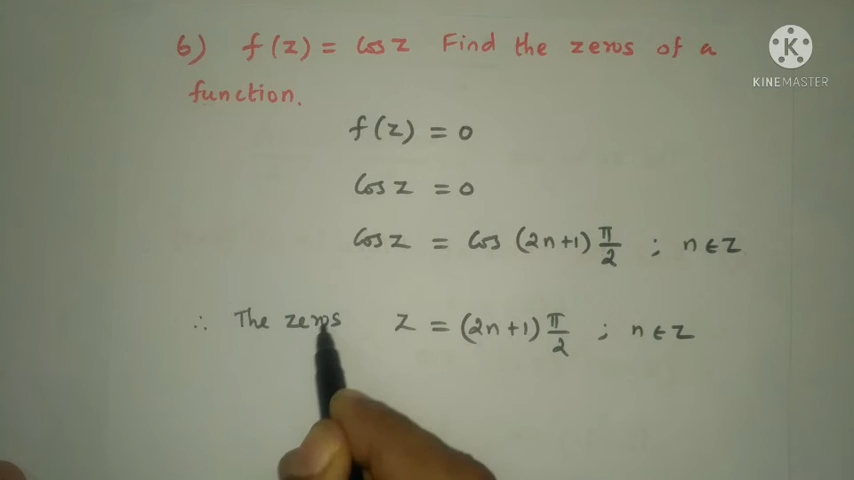 6) f(z) = Cos z Find the zeros of a
function.
f(z) = 0
Cos z = 0
Cos z = Cos (2n+1) π/2 ; n ∈ Z
∴ The zeros z = (2n+1) π/2 ; n ∈ Z
K
KINEMASTER